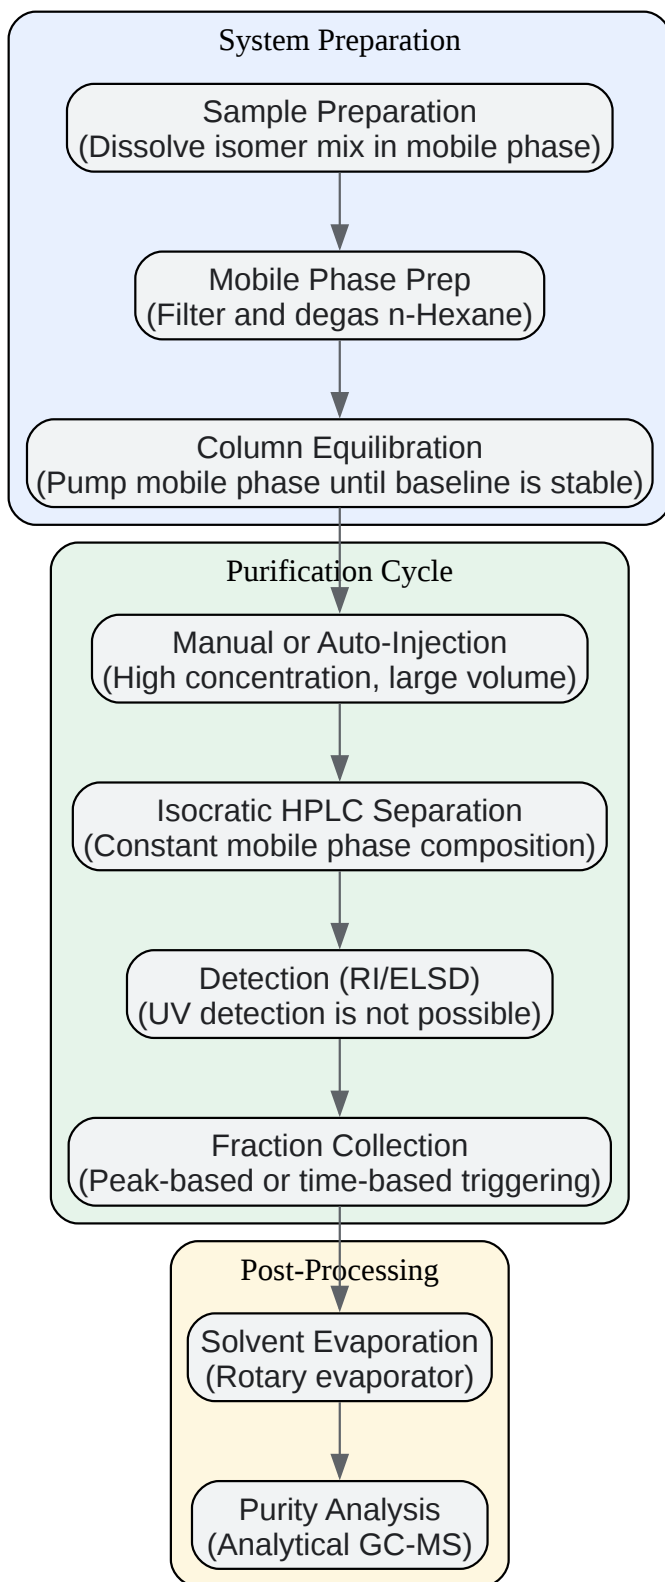 System Preparation
Sample Preparation
(Dissolve isomer mix in mobile phase)
Mobile Phase Prep
(Filter and degas n-Hexane)
Column Equilibration
(Pump mobile phase until baseline is stable)
Purification Cycle
Manual or Auto-Injection
(High concentration, large volume)
Isocratic HPLC Separation
(Constant mobile phase composition)
Detection (RI/ELSD)
(UV detection is not possible)
Fraction Collection
(Peak-based or time-based triggering)
Post-Processing
Solvent Evaporation
(Rotary evaporator)
Purity Analysis
(Analytical GC-MS)